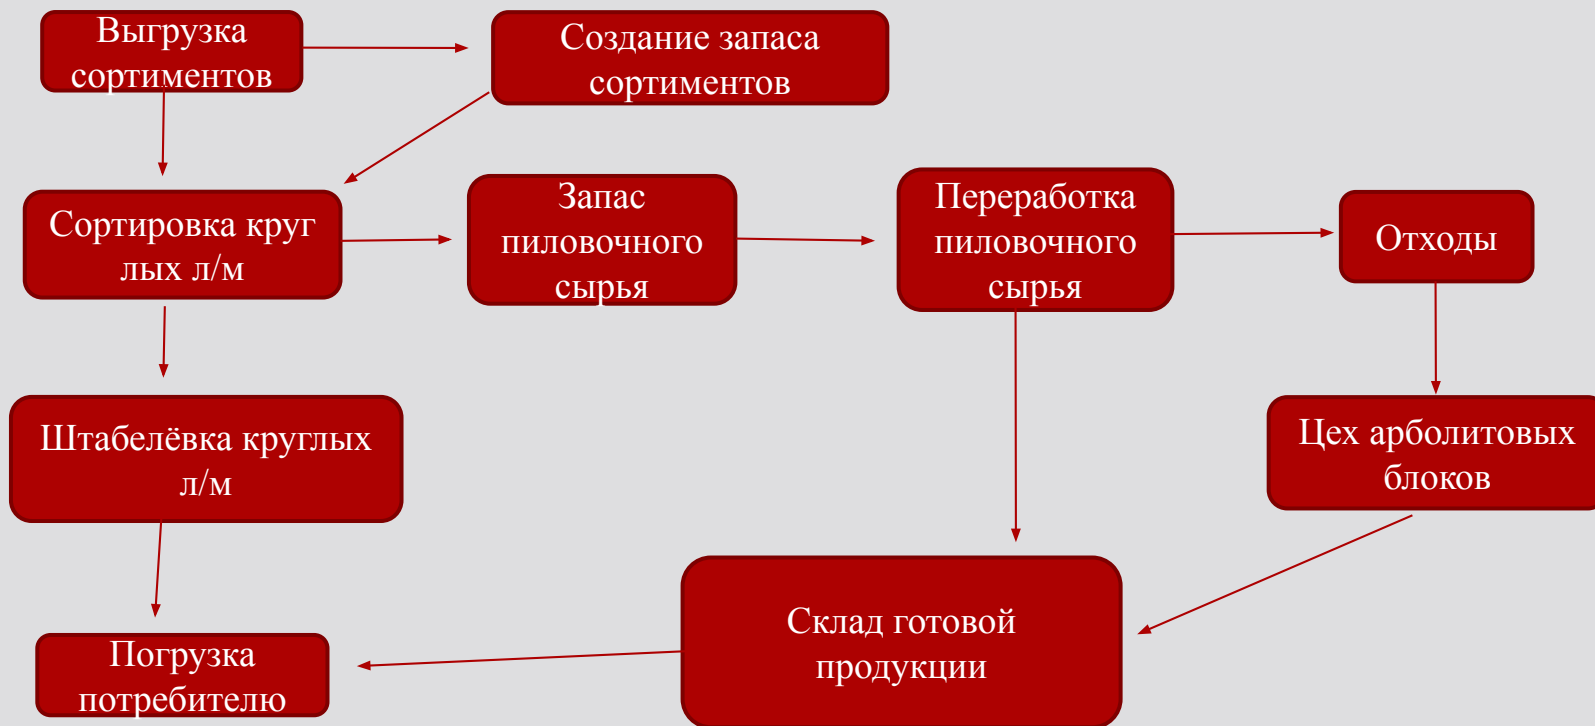 Выгрузка
сортиментов
Создание запаса
сортиментов
Сортировка круг
лых л/м
Запас
пиловочного
сырья
Переработка
пиловочного
сырья
Отходы
Штабелёвка круглых
л/м
Цех арболитовых
блоков
Склад готовой
продукции
Погрузка
потребителю